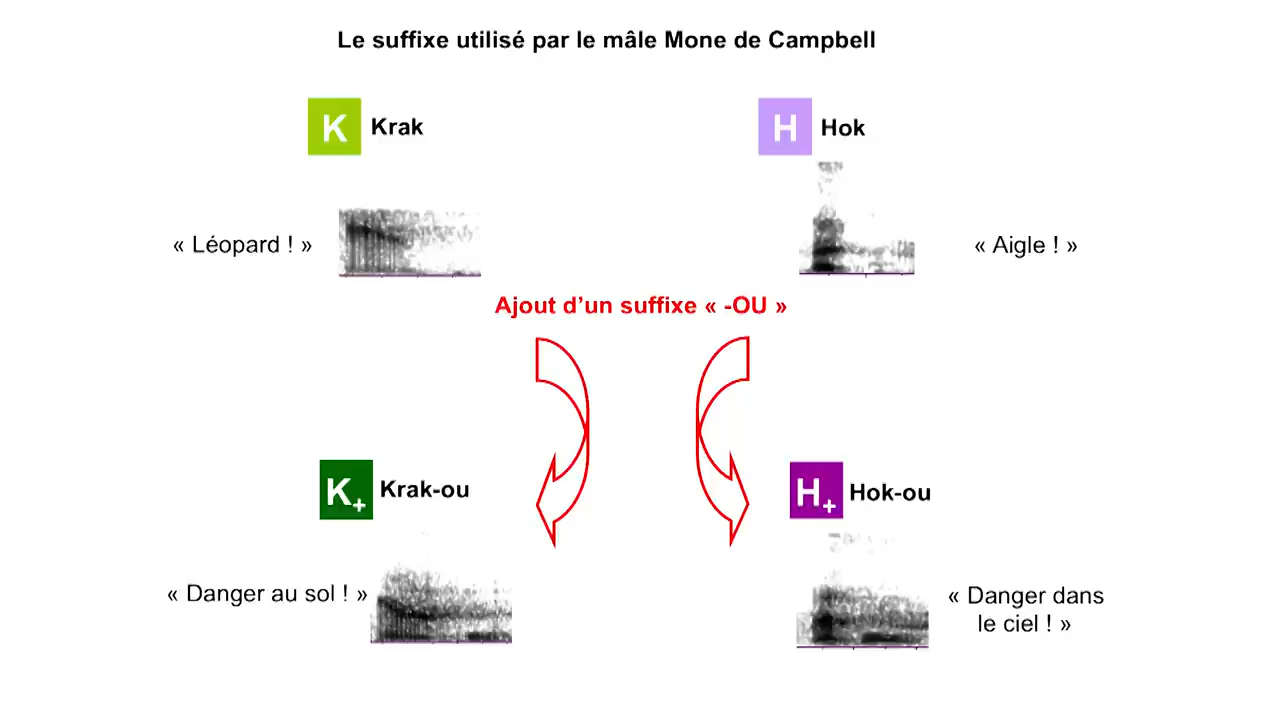 Le suffixe utilisé par le mâle Mone de Campbell
K Krak
H Hok
« Léopard ! »
« Aigle ! »
Ajout d'un suffixe « -OU »
K+ Krak-ou
H+ Hok-ou
« Danger au sol ! »
« Danger dans
le ciel ! »